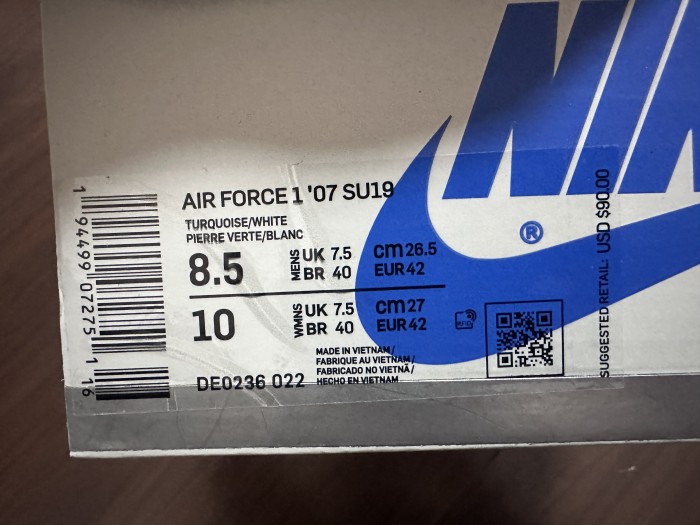 NIK
®
AIR FORCE 1 '07 SU19
TURQUOISE/WHITE
PIERRE VERTE/BLANC
8.5 MENS UK 7.5 cm 26.5
BR 40 EUR 42
10 WMNS UK 7.5 cm 27
BR 40 EUR 42
MADE IN VIETNAM/
FABRIQUE AU VIETNAM/
FABRICADO NO VIETNÃ/
HECHO EN VIETNAM
DE0236 022
RFID
SUGGESTED RETAIL: USD $90.00
1 94499 07275 1 16